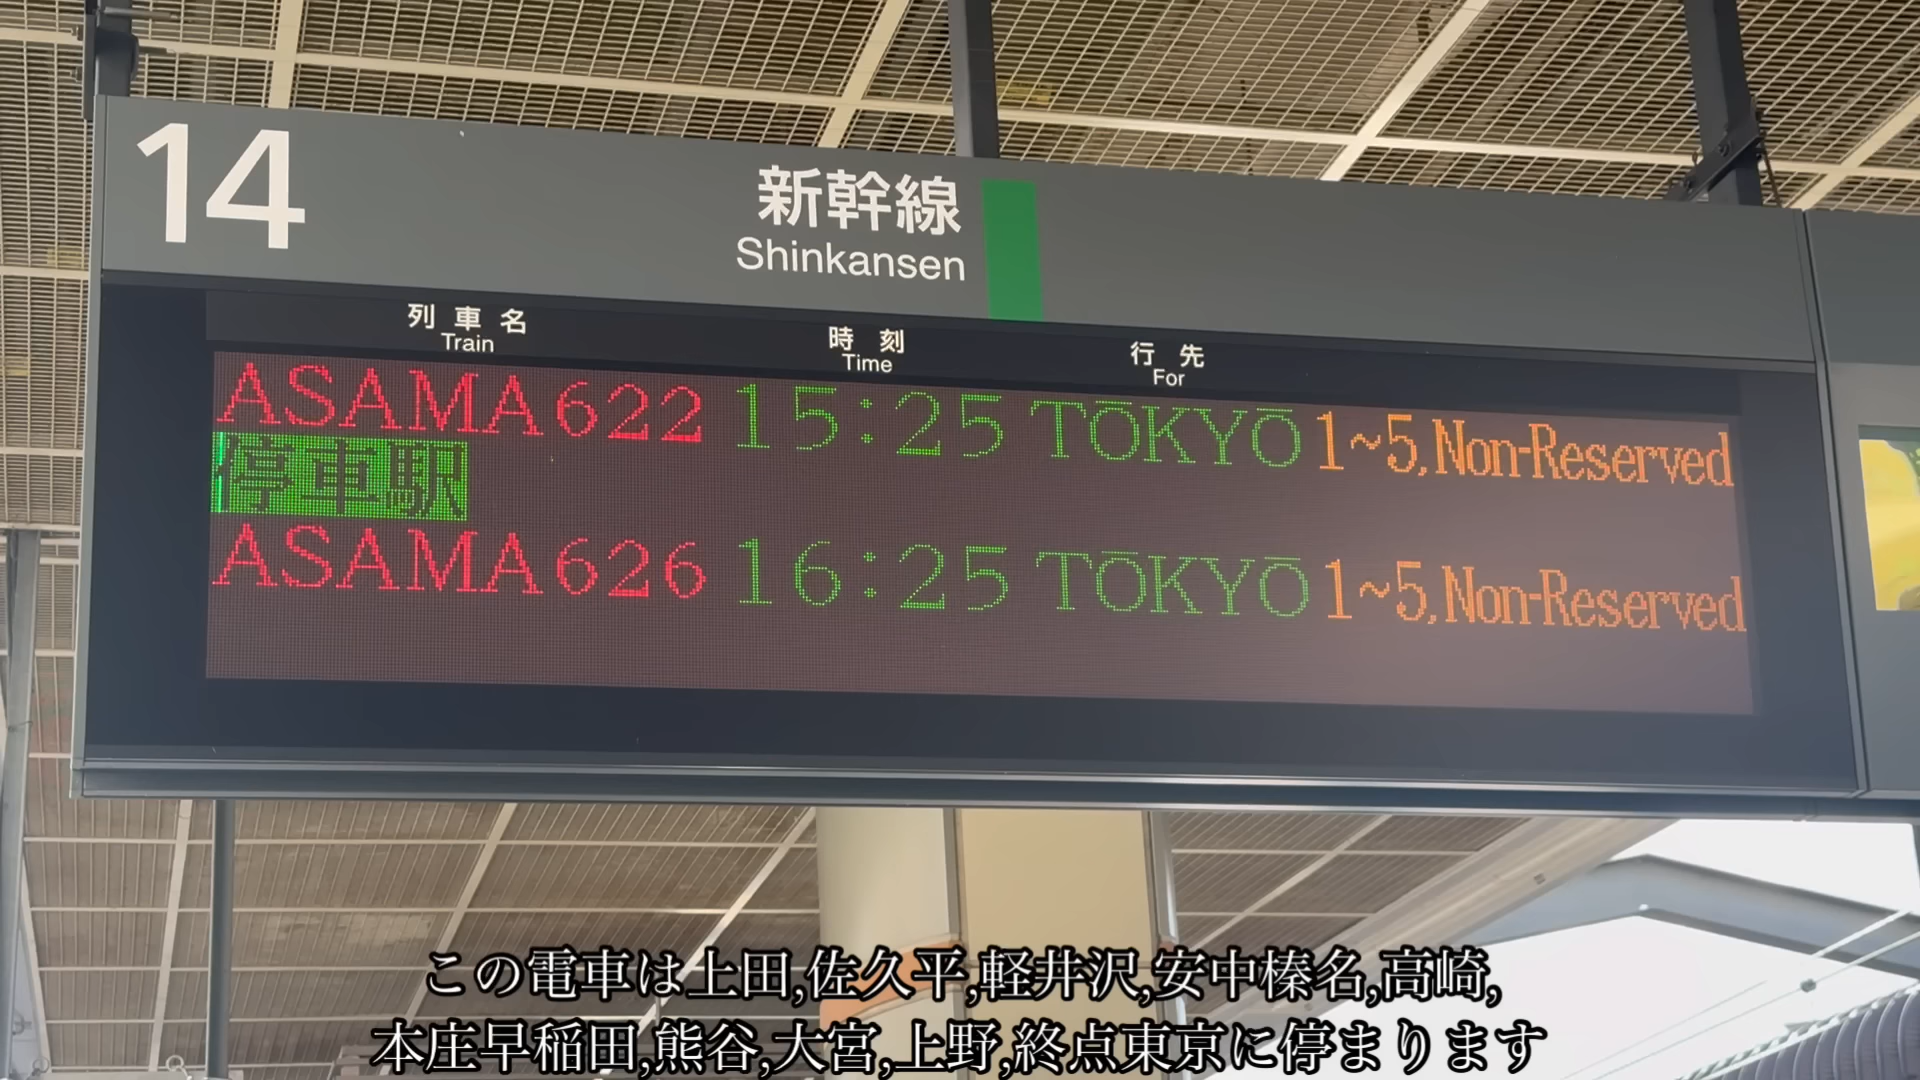 14
新幹線
Shinkansen
列車名 時刻 行先
Train Time For
ASAMA622 15:25 TŌKYŌ 1~5,Non-Reserved
停車駅
ASAMA626 16:25 TŌKYŌ 1~5,Non-Reserved
この電車は上田,佐久平,軽井沢,安中榛名,高崎,
本庄早稲田,熊谷,大宮,上野,終点東京に停まります